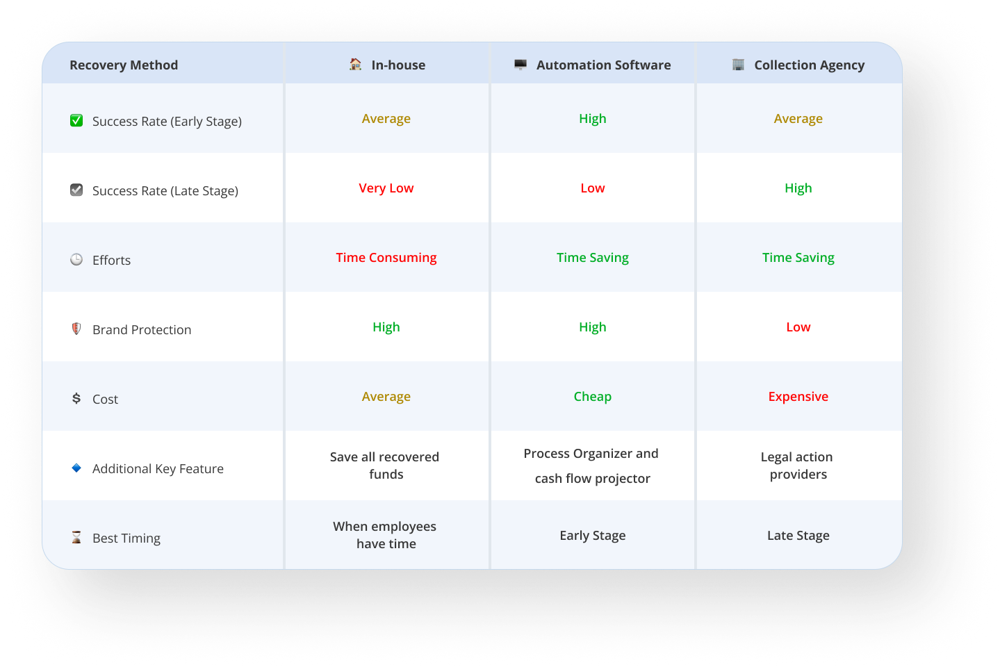 Recovery Method In-house Automation Software Collection Agency
Success Rate (Early Stage) Average High Average
Success Rate (Late Stage) Very Low Low High
Efforts Time Consuming Time Saving Time Saving
Brand Protection High High Low
$ Cost Average Cheap Expensive
Additional Key Feature
Save all recovered
funds
Process Organizer and
cash flow projector
Legal action
providers
Best Timing
When employees
have time
Early Stage
Late Stage